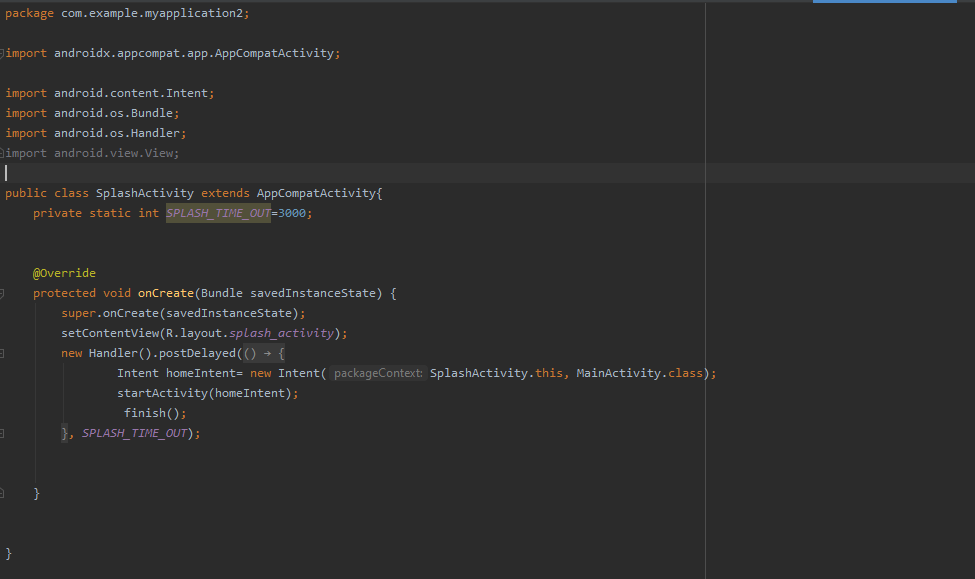 package com.example.myapplication2;
import androidx.appcompat.app.AppCompatActivity;
import android.content.Intent;
import android.os.Bundle;
import android.os.Handler;
import android.view.View;
public class SplashActivity extends AppCompatActivity{
private static int SPLASH_TIME_OUT=3000;
@Override
protected void onCreate(Bundle savedInstanceState) {
super.onCreate(savedInstanceState);
setContentView(R.layout.splash_activity);
new Handler().postDelayed(() → {
Intent homeIntent= new Intent( packageContext: SplashActivity.this, MainActivity.class);
startActivity(homeIntent);
finish();
}, SPLASH_TIME_OUT);
}
}